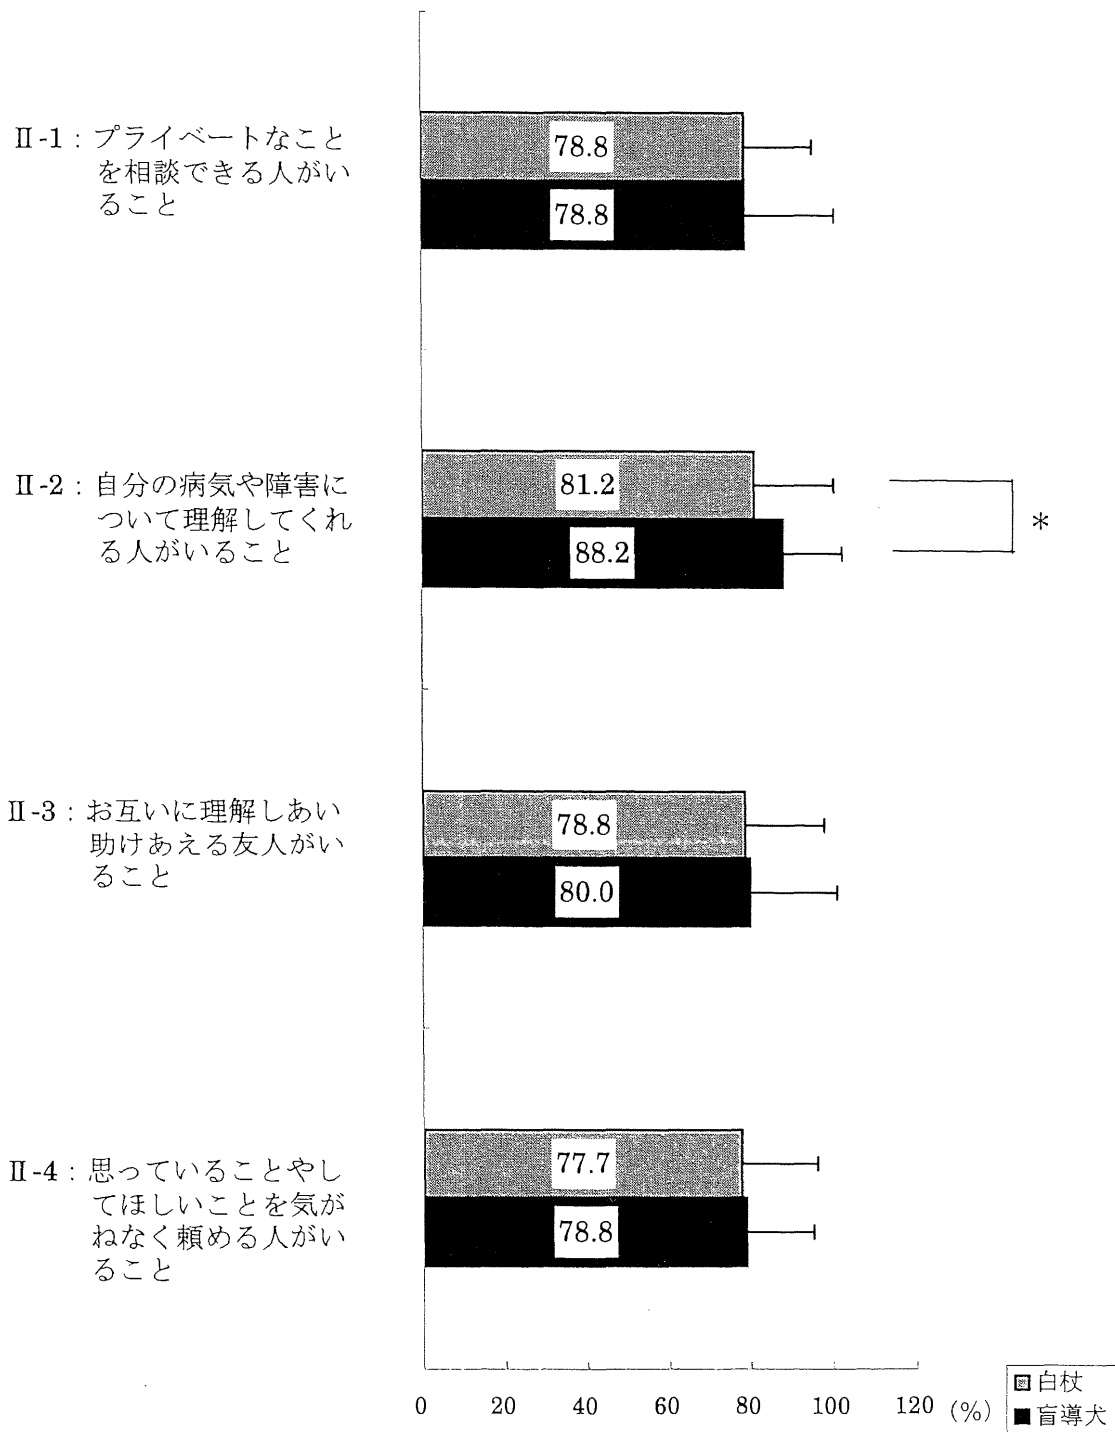 Ⅱ-1：プライベートなこと
を相談できる人がい
ること
78.8
78.8
Ⅱ-2：自分の病気や障害に
ついて理解してくれ
る人がいること
81.2
88.2
＊
Ⅱ-3：お互いに理解しあい
助けあえる友人がい
ること
78.8
80.0
Ⅱ-4：思っていることやし
てほしいことを気が
ねなく頼める人がい
ること
77.7
78.8
0 20 40 60 80 100 120 (%)
白杖
盲導犬